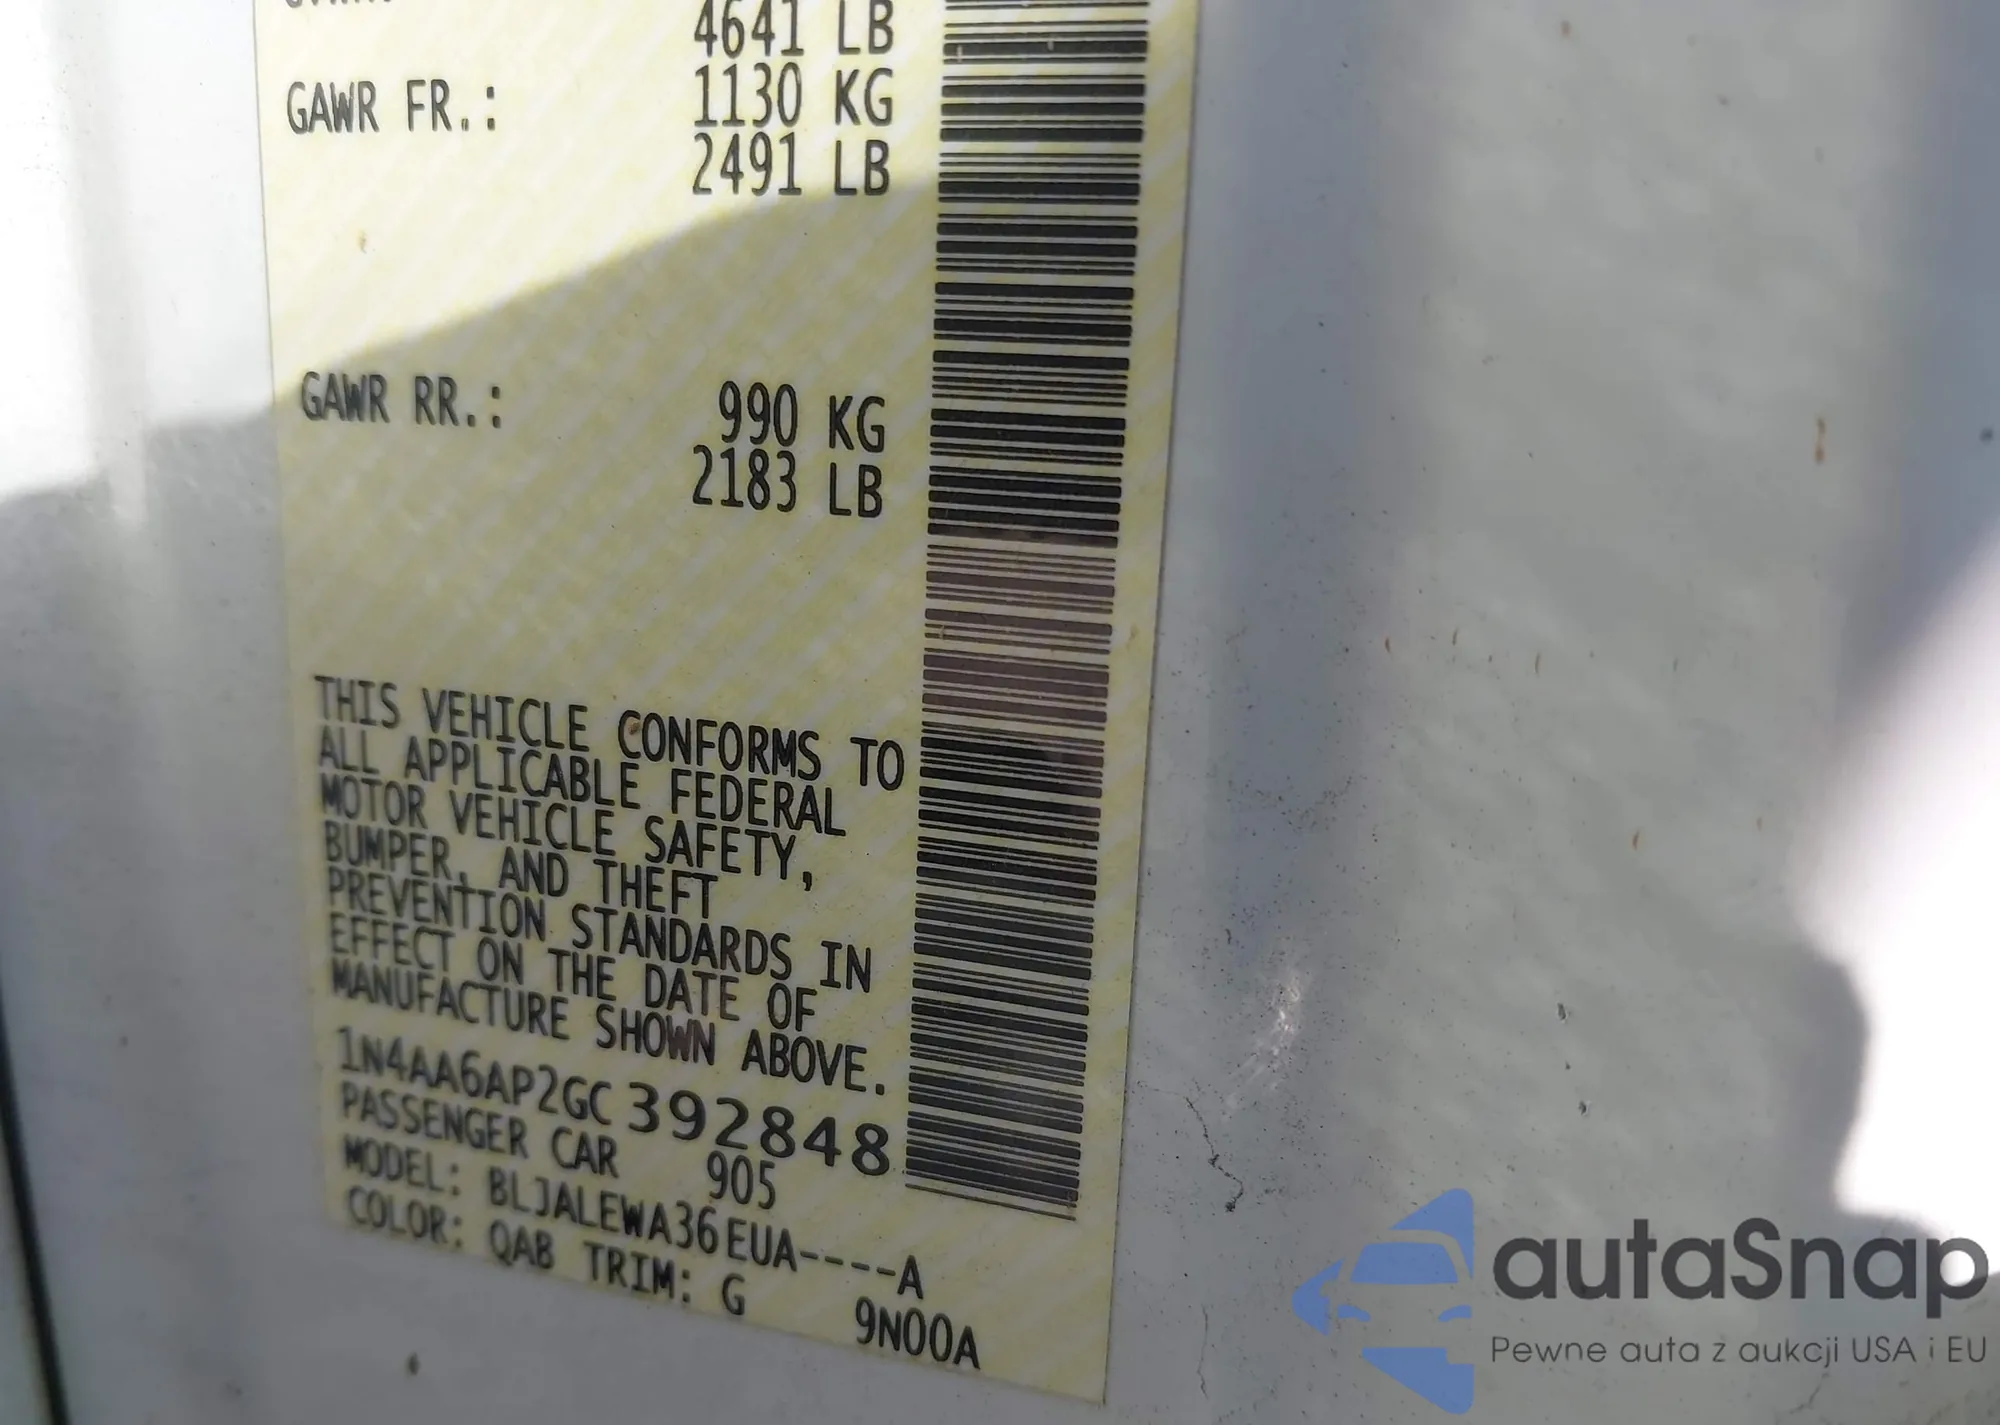 4641 LB
GAWR FR.: 1130 KG
2491 LB
GAWR RR.: 990 KG
2183 LB
THIS VEHICLE CONFORMS TO
ALL APPLICABLE FEDERAL
MOTOR VEHICLE SAFETY,
BUMPER, AND THEFT
PREVENTION STANDARDS IN
EFFECT ON THE DATE OF
MANUFACTURE SHOWN ABOVE.
1N4AA6AP2GC392848
PASSENGER CAR 905
MODEL: BLJALEWA36EUA----A
COLOR: QAB TRIM: G 9N00A
autaSnap
Pewne auta z aukcji USA i EU